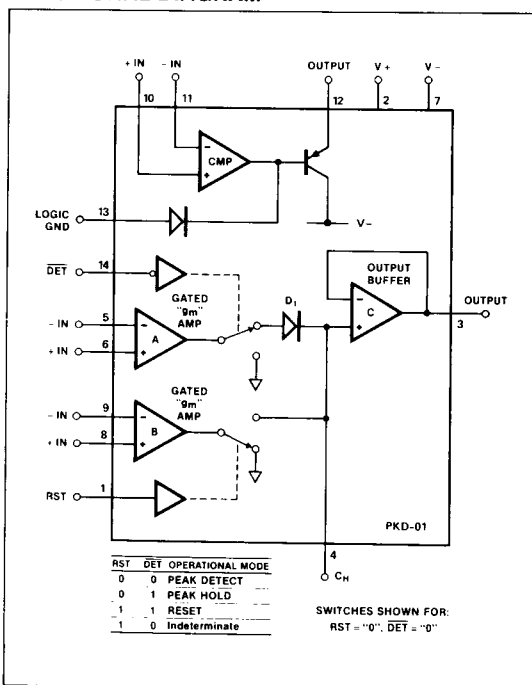 + IN
- IN
OUTPUT
V +
V -
10
11
12
2
7
CMP
V-
LOGIC
GND
13
DET
14
OUTPUT
BUFFER
GATED
"gm"
AMP
D1
C
OUTPUT
3
- IN
5
A
+ IN
6
GATED
"gm"
AMP
- IN
9
B
+ IN
8
RST
1
PKD-01
4
CH
RST DET OPERATIONAL MODE
0 0 PEAK DETECT
0 1 PEAK HOLD
1 1 RESET
1 0 Indeterminate
SWITCHES SHOWN FOR:
RST = "0", DET = "0"